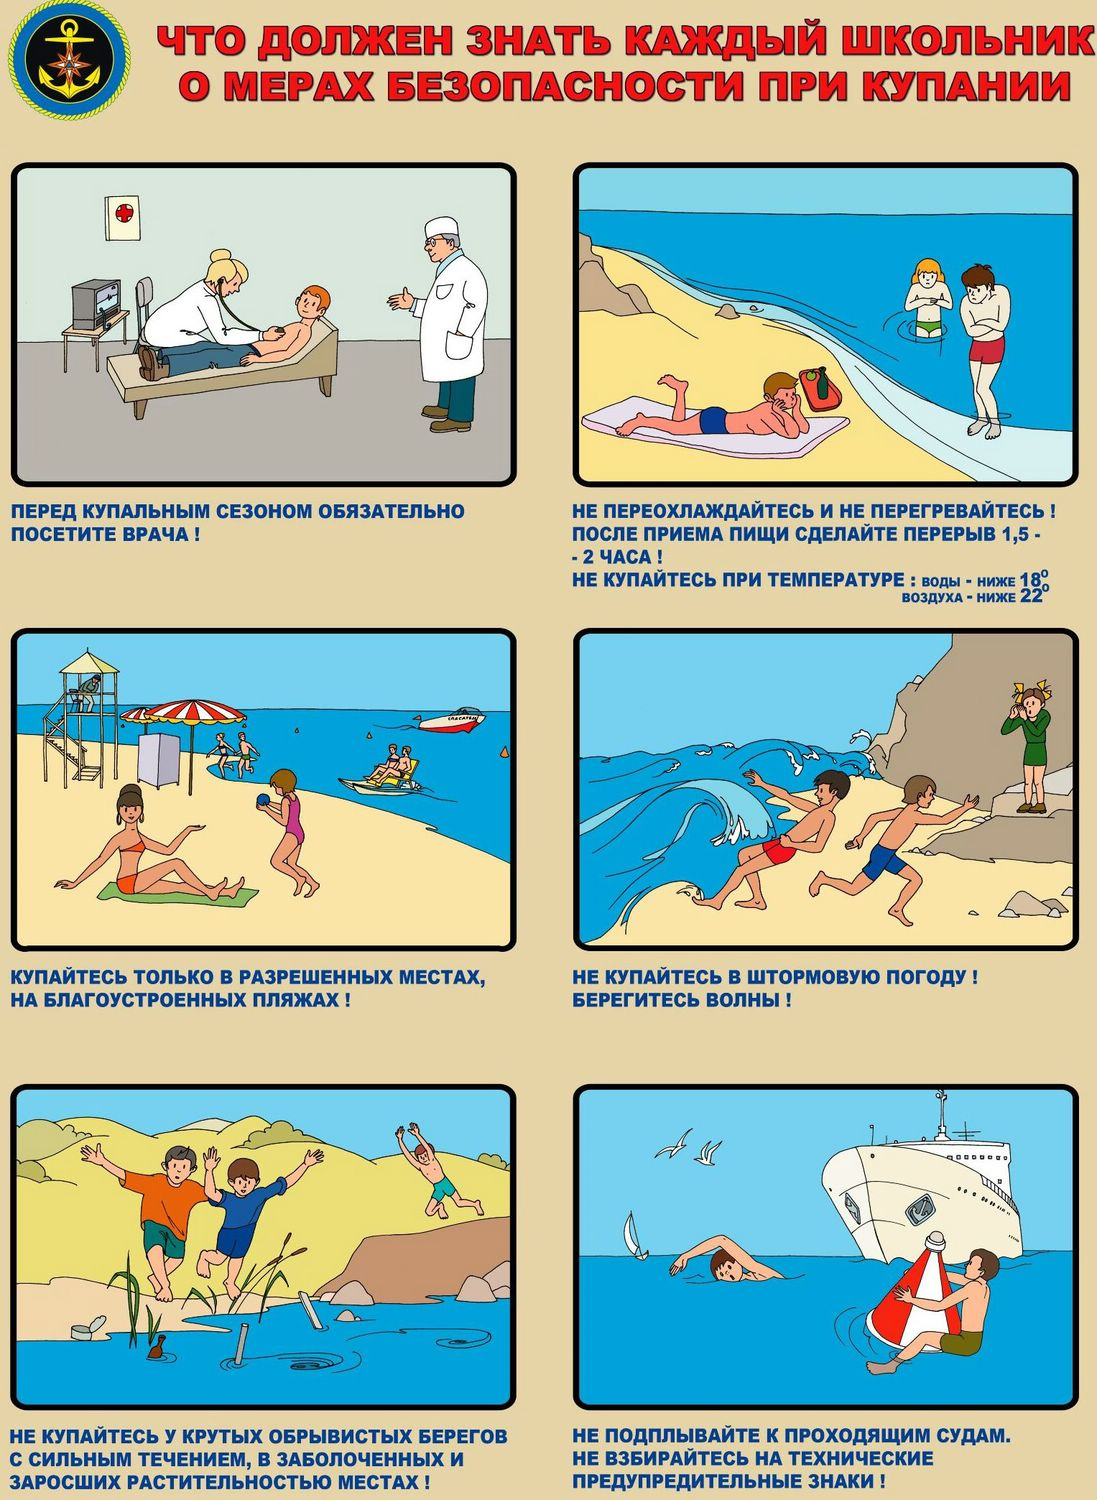 ЧТО ДОЛЖЕН ЗНАТЬ КАЖДЫЙ ШКОЛЬНИК
О МЕРАХ БЕЗОПАСНОСТИ ПРИ КУПАНИИ
ПЕРЕД КУПАЛЬНЫМ СЕЗОНОМ ОБЯЗАТЕЛЬНО
ПОСЕТИТЕ ВРАЧА !
НЕ ПЕРЕОХЛАЖДАЙТЕСЬ И НЕ ПЕРЕГРЕВАЙТЕСЬ !
ПОСЛЕ ПРИЕМА ПИЩИ СДЕЛАЙТЕ ПЕРЕРЫВ 1,5 -
- 2 ЧАСА !
НЕ КУПАЙТЕСЬ ПРИ ТЕМПЕРАТУРЕ : ВОДЫ - НИЖЕ 18°
ВОЗДУХА - НИЖЕ 22°
СПАСАТЕЛЬ
КУПАЙТЕСЬ ТОЛЬКО В РАЗРЕШЕННЫХ МЕСТАХ,
НА БЛАГОУСТРОЕННЫХ ПЛЯЖАХ !
НЕ КУПАЙТЕСЬ В ШТОРМОВУЮ ПОГОДУ !
БЕРЕГИТЕСЬ ВОЛНЫ !
НЕ КУПАЙТЕСЬ У КРУТЫХ ОБРЫВИСТЫХ БЕРЕГОВ
С СИЛЬНЫМ ТЕЧЕНИЕМ, В ЗАБОЛОЧЕННЫХ И
ЗАРОСШИХ РАСТИТЕЛЬНОСТЬЮ МЕСТАХ !
НЕ ПОДПЛЫВАЙТЕ К ПРОХОДЯЩИМ СУДАМ.
НЕ ВЗБИРАЙТЕСЬ НА ТЕХНИЧЕСКИЕ
ПРЕДУПРЕДИТЕЛЬНЫЕ ЗНАКИ !